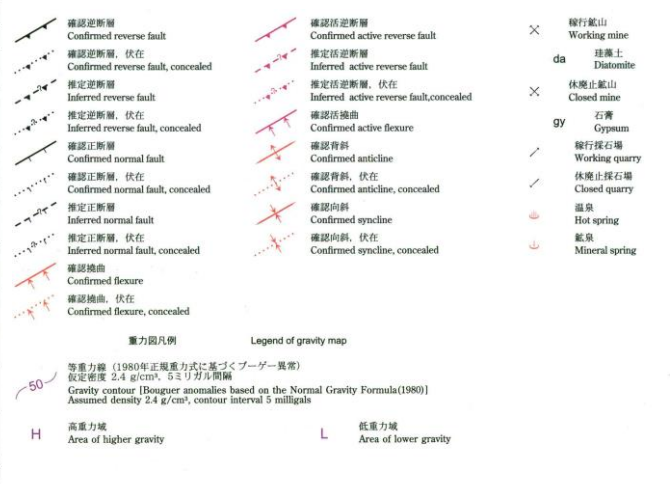 確認逆断層
Confirmed reverse fault
確認逆断層，伏在
Confirmed reverse fault, concealed
推定逆断層
Inferred reverse fault
推定逆断層，伏在
Inferred reverse fault, concealed
確認正断層
Confirmed normal fault
確認正断層，伏在
Confirmed normal fault, concealed
推定正断層
Inferred normal fault
推定正断層，伏在
Inferred normal fault, concealed
確認撓曲
Confirmed flexure
確認撓曲，伏在
Confirmed flexure, concealed
確認活逆断層
Confirmed active reverse fault
推定活逆断層
Inferred active reverse fault
推定活逆断層，伏在
Inferred active reverse fault,concealed
確認活撓曲
Confirmed active flexure
確認背斜
Confirmed anticline
確認背斜，伏在
Confirmed anticline, concealed
確認向斜
Confirmed syncline
確認向斜，伏在
Confirmed syncline, concealed
稼行鉱山
Working mine
da 珪藻土
Diatomite
休廃止鉱山
Closed mine
gy 石膏
Gypsum
稼行採石場
Working quarry
休廃止採石場
Closed quarry
温泉
Hot spring
鉱泉
Mineral spring
重力図凡例 Legend of gravity map
50
等重力線（1980年正規重力式に基づくブーゲー異常）
仮定密度 2.4 g/cm³，5ミリガル間隔
Gravity contour [Bouguer anomalies based on the Normal Gravity Formula(1980)]
Assumed density 2.4 g/cm³, contour interval 5 milligals
H 高重力域
Area of higher gravity
L 低重力域
Area of lower gravity